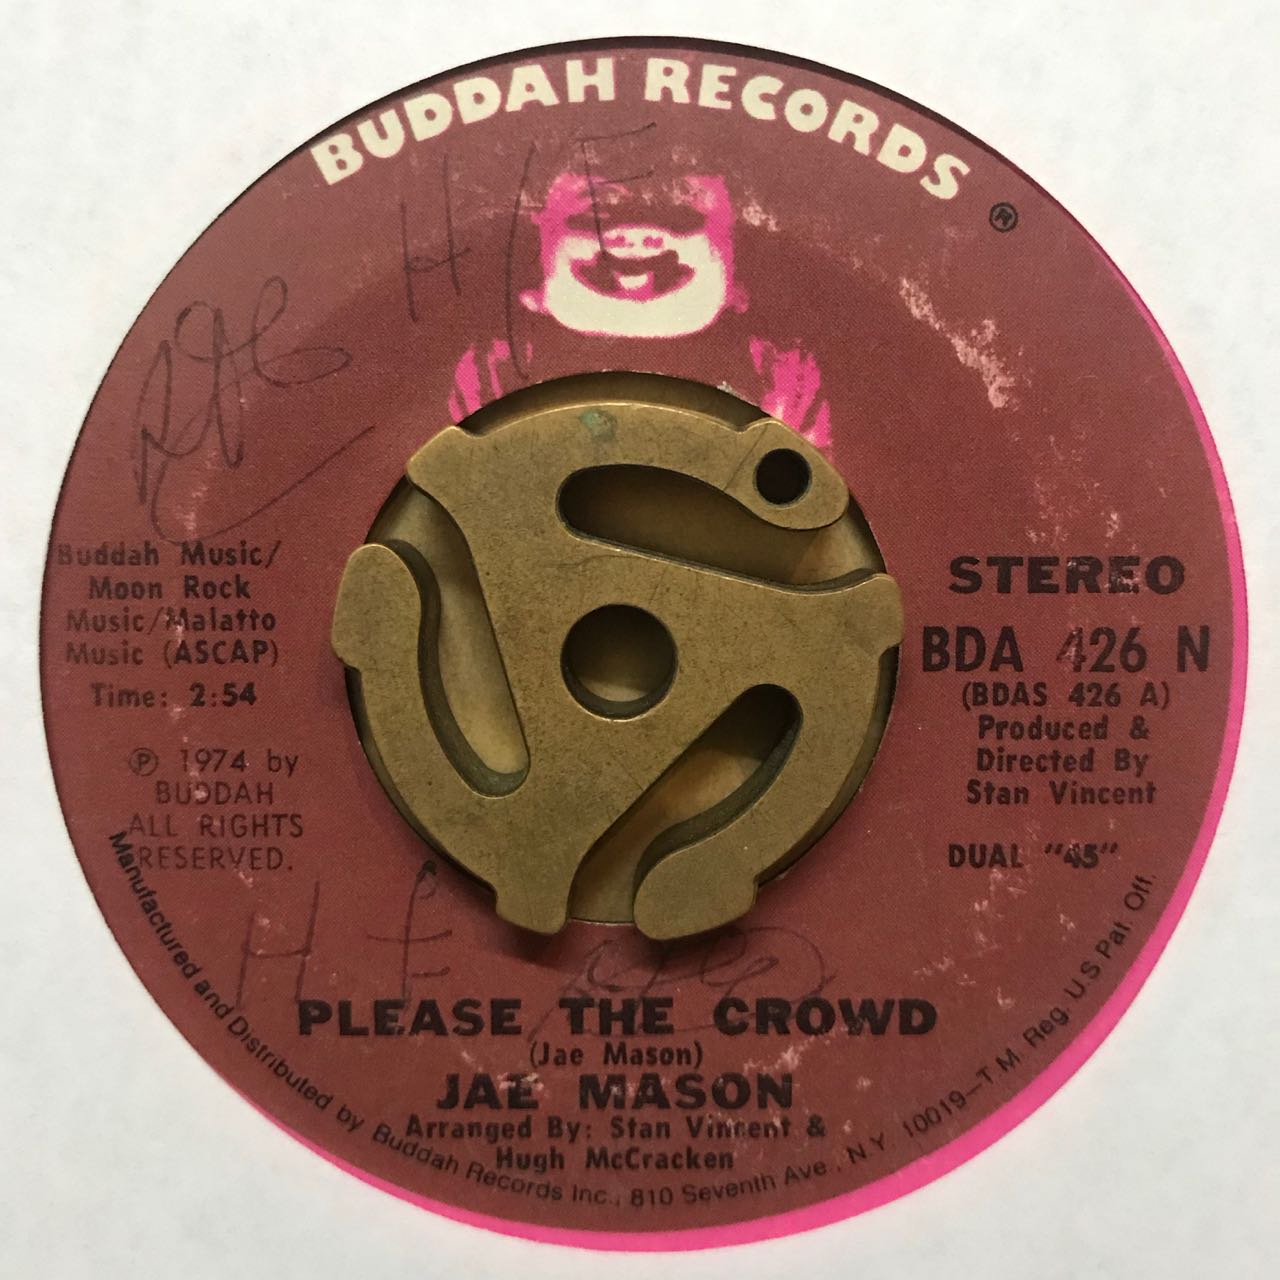 BUDDAH RECORDS
®
H/F
Buddah Music/
Moon Rock
Music/Malatto
Music (ASCAP)
Time: 2:54
℗ 1974 by
BUDDAH
ALL RIGHTS
RESERVED.
STEREO
BDA 426 N
(BDAS 426 A)
Produced &
Directed By
Stan Vincent
DUAL "45"
H F
PLEASE THE CROWD
(Jae Mason)
JAE MASON
Arranged By: Stan Vincent &
Hugh McCracken
Manufactured and Distributed by Buddah Records Inc., 810 Seventh Ave., N.Y. 10019—T.M. Reg. U.S Pat. Off.